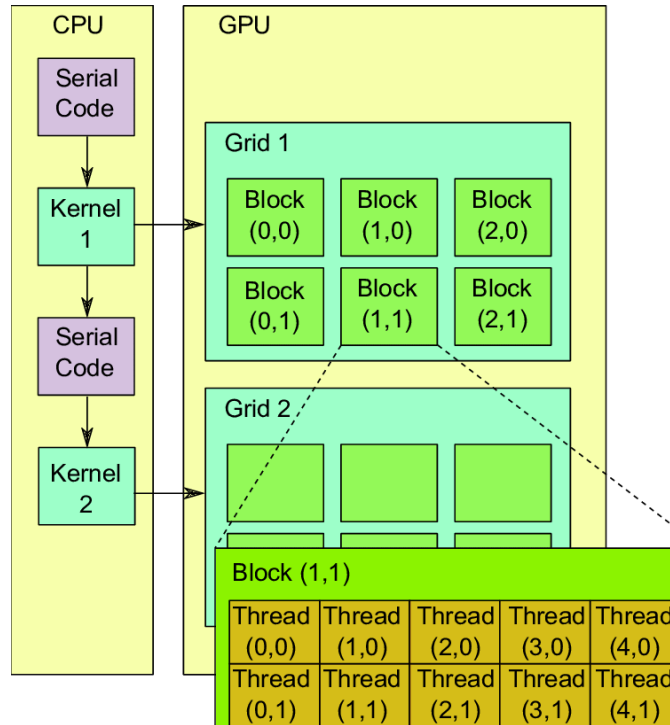 CPU
GPU
Serial
Code
Kernel
1
Serial
Code
Kernel
2
Grid 1
Block
(0,0)
Block
(1,0)
Block
(2,0)
Block
(0,1)
Block
(1,1)
Block
(2,1)
Grid 2
Block (1,1)
Thread
(0,0)
Thread
(1,0)
Thread
(2,0)
Thread
(3,0)
Thread
(4,0)
Thread
(0,1)
Thread
(1,1)
Thread
(2,1)
Thread
(3,1)
Thread
(4,1)